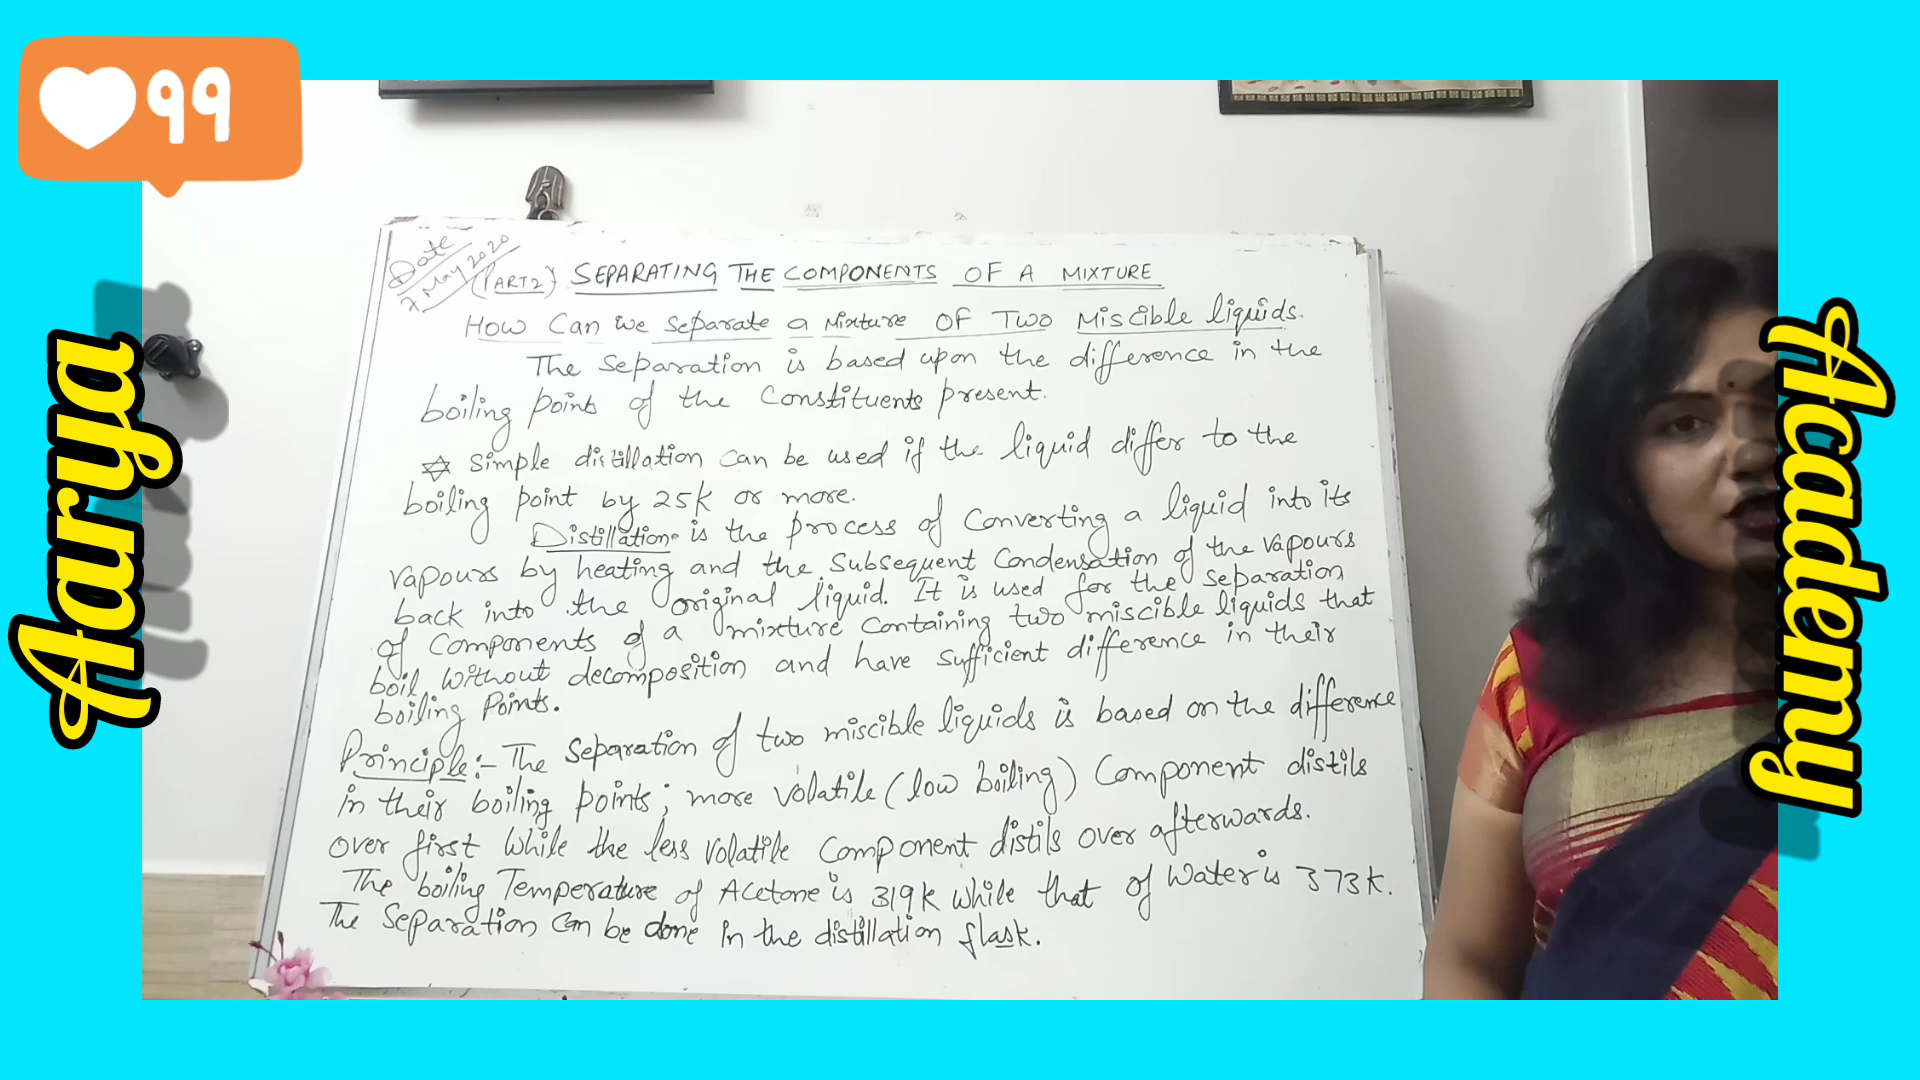 99
Aarya
Academy
Date
7 May 2020
(PART2) SEPARATING THE COMPONENTS OF A MIXTURE
How Can we Separate a Mixture OF Two Miscible liquids.
The Separation is based upon the difference in the
boiling points of the Constituents present.
Simple distillation can be used if the liquid differ to the
boiling point by 25K or more.
Distillation is the process of Converting a liquid into its
vapours by heating and the subsequent Condensation of the vapours
back into the original liquid. It is used for the separation
of Components of a mixture containing two miscible liquids that
boil without decomposition and have sufficient difference in their
boiling Points.
Principle:- The Separation of two miscible liquids is based on the difference
in their boiling points; more volatile (low boiling) Component distils
over first while the less volatile Component distils over afterwards.
The boiling Temperature of Acetone is 319K while that of Water is 373K.
The Separation Can be done in the distillation flask.